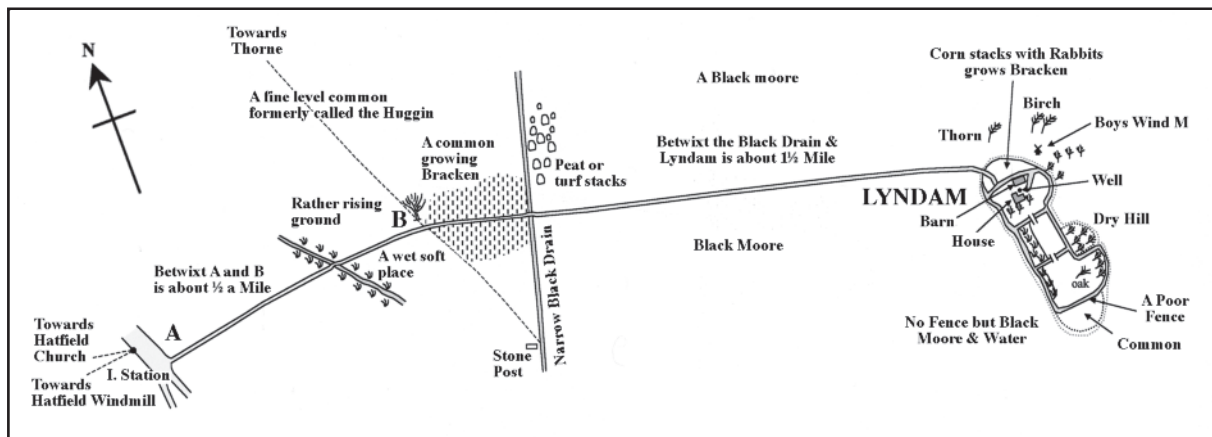 N
Towards
Thorne
A fine level common
formerly called the Huggin
A common
growing
Bracken
Rather rising
ground
B
A wet soft
place
Betwixt A and B
is about ½ a Mile
A
Towards
Hatfield
Church
I. Station
Towards
Hatfield Windmill
Peat or
turf stacks
Narrow Black Drain
Stone
Post
A Black moore
Betwixt the Black Drain &
Lyndam is about 1½ Mile
Black Moore
Corn stacks with Rabbits
grows Bracken
Birch
Thorn
Boys Wind M
LYNDAM
Well
Barn
House
Dry Hill
oak
A Poor
Fence
No Fence but Black
Moore & Water
Common